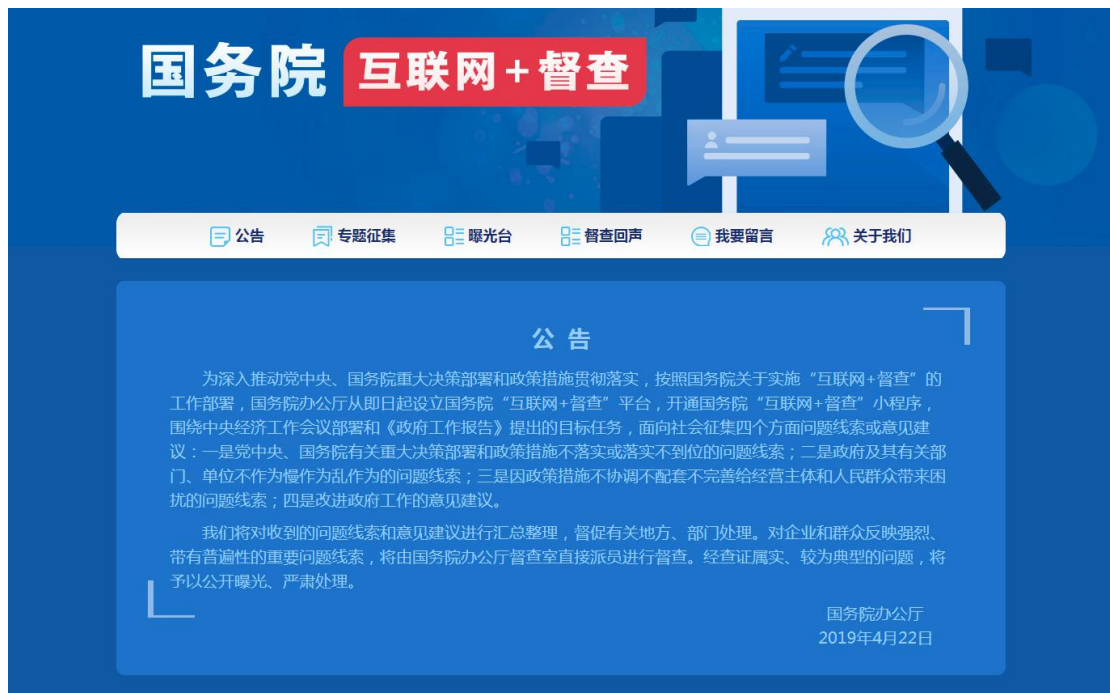 国务院 互联网+督查
公告 专题征集 曝光台 督查回声 我要留言 关于我们
公 告
为深入推动党中央、国务院重大决策部署和政策措施贯彻落实，按照国务院关于实施“互联网+督查”的
工作部署，国务院办公厅从即日起设立国务院“互联网+督查”平台，开通国务院“互联网+督查”小程序，
围绕中央经济工作会议部署和《政府工作报告》提出的目标任务，面向社会征集四个方面问题线索或意见建
议：一是党中央、国务院有关重大决策部署和政策措施不落实或落实不到位的问题线索；二是政府及其有关部
门、单位不作为慢作为乱作为的问题线索；三是因政策措施不协调不配套不完善给经营主体和人民群众带来困
扰的问题线索；四是改进政府工作的意见建议。
我们将对收到的问题线索和意见建议进行汇总整理，督促有关地方、部门处理。对企业和群众反映强烈、
带有普遍性的重要问题线索，将由国务院办公厅督查室直接派员进行督查。经查证属实、较为典型的问题，将
予以公开曝光、严肃处理。
国务院办公厅
2019年4月22日